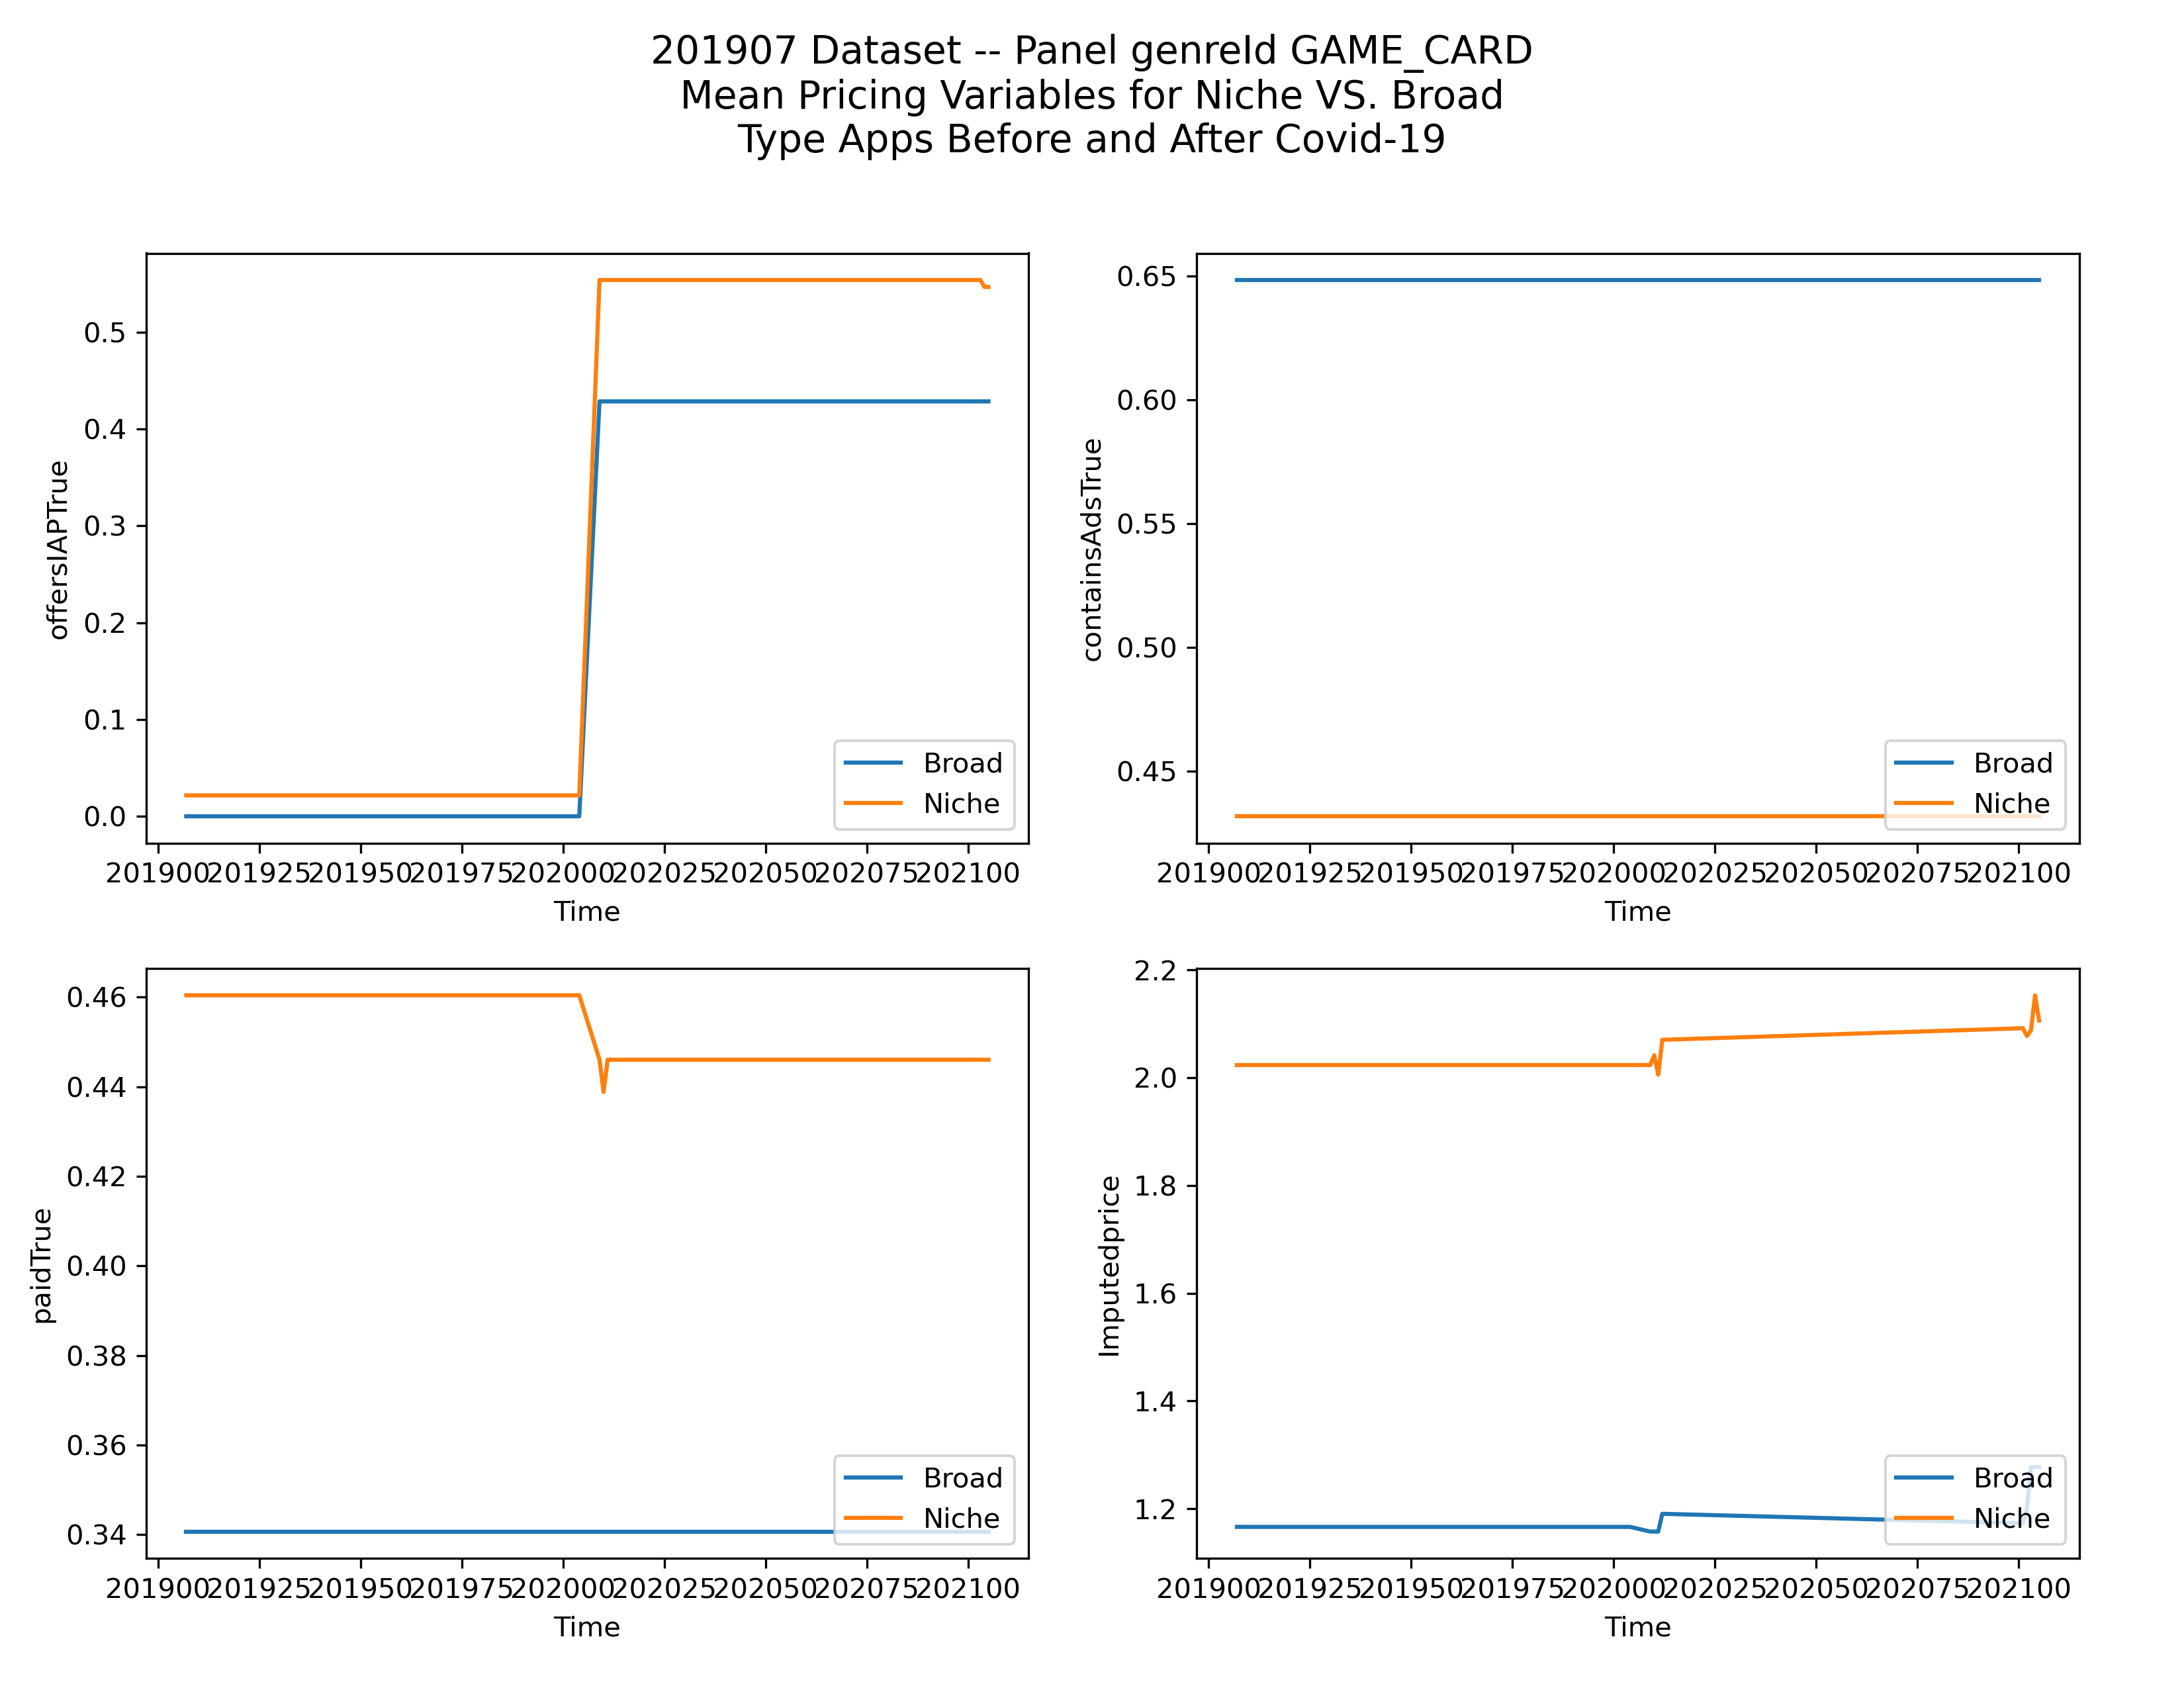 201907 Dataset -- Panel genreId GAME_CARD
Mean Pricing Variables for Niche VS. Broad
Type Apps Before and After Covid-19
offersIAPTrue
0.5
0.4
0.3
0.2
0.1
0.0
Broad
Niche
201900 201925 201950 201975 202000 202025 202050 202075 202100
Time
containsAdsTrue
0.65
0.60
0.55
0.50
0.45
Broad
Niche
201900 201925 201950 201975 202000 202025 202050 202075 202100
Time
paidTrue
0.46
0.44
0.42
0.40
0.38
0.36
0.34
Broad
Niche
201900 201925 201950 201975 202000 202025 202050 202075 202100
Time
Imputedprice
2.2
2.0
1.8
1.6
1.4
1.2
Broad
Niche
201900 201925 201950 201975 202000 202025 202050 202075 202100
Time